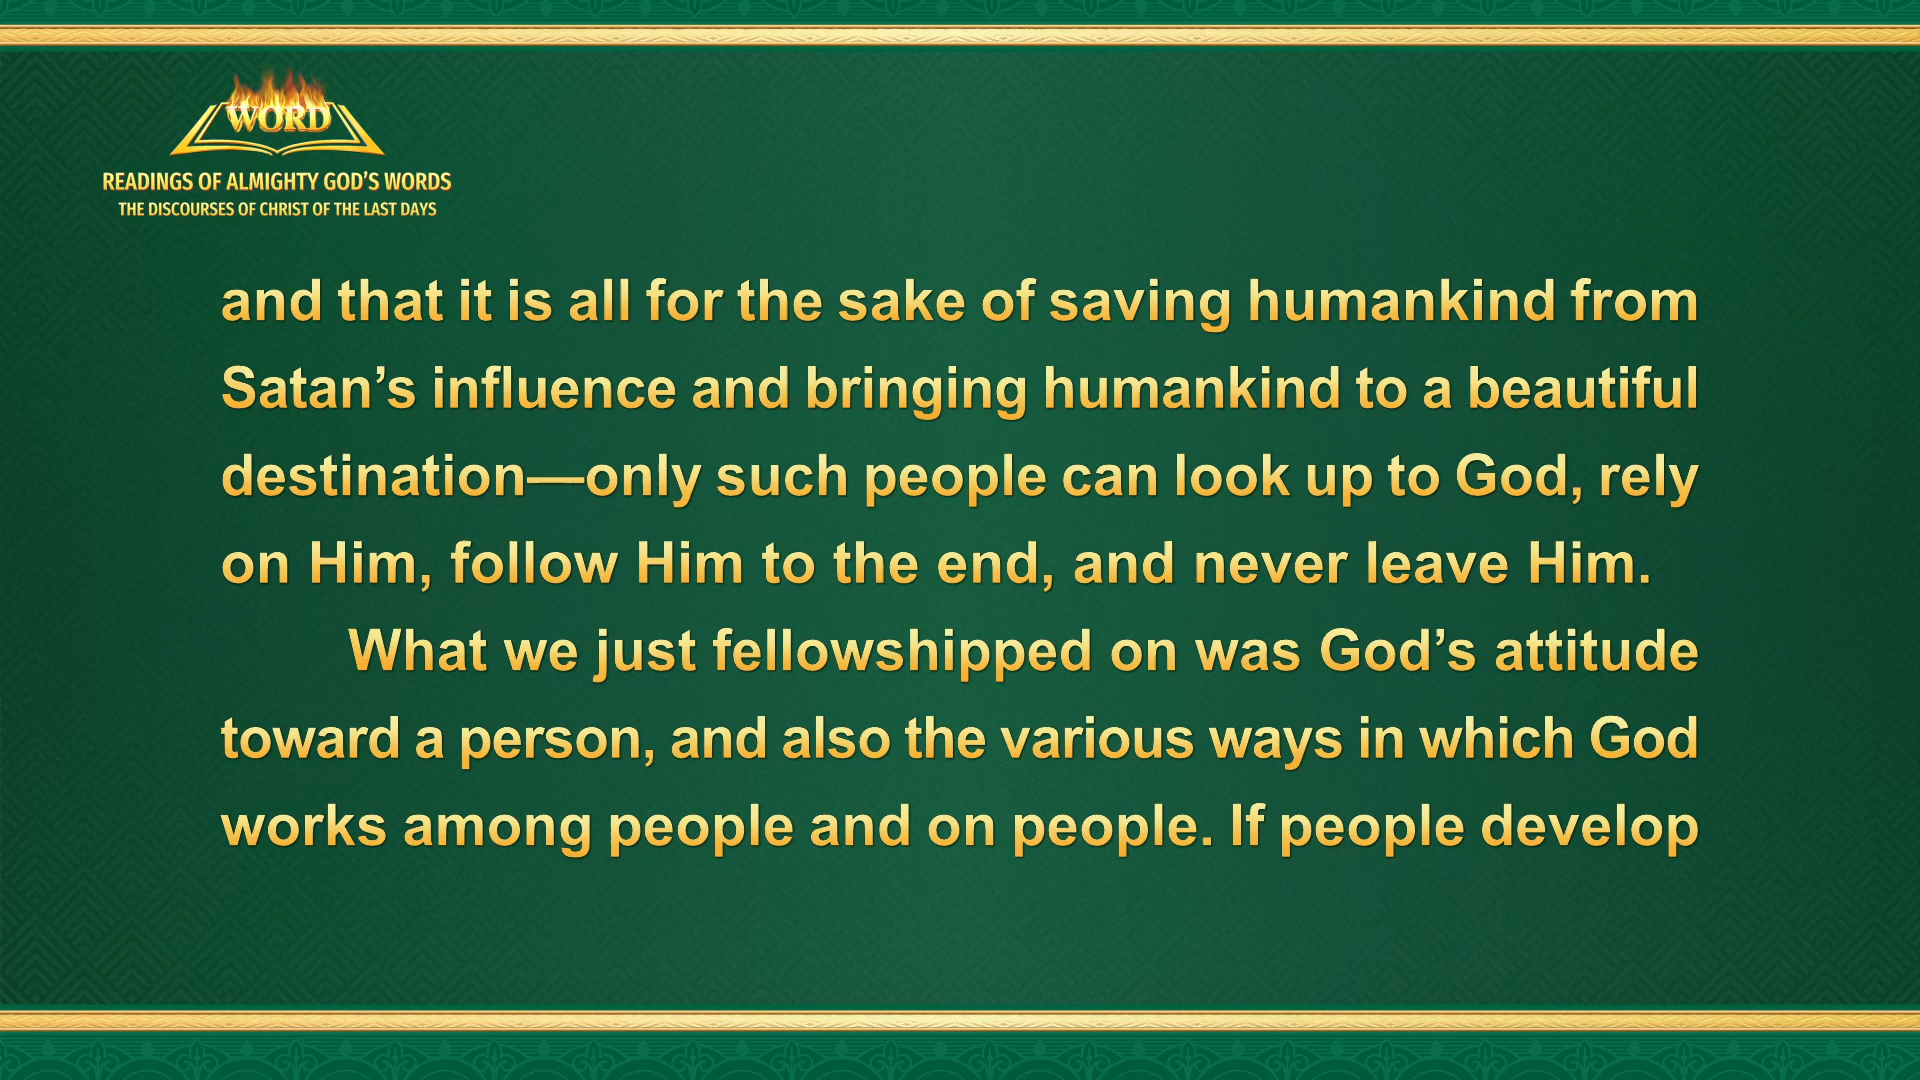 WORD
READINGS OF ALMIGHTY GOD’S WORDS
THE DISCOURSES OF CHRIST OF THE LAST DAYS
and that it is all for the sake of saving humankind from
Satan’s influence and bringing humankind to a beautiful
destination—only such people can look up to God, rely
on Him, follow Him to the end, and never leave Him.
What we just fellowshipped on was God’s attitude
toward a person, and also the various ways in which God
works among people and on people. If people develop